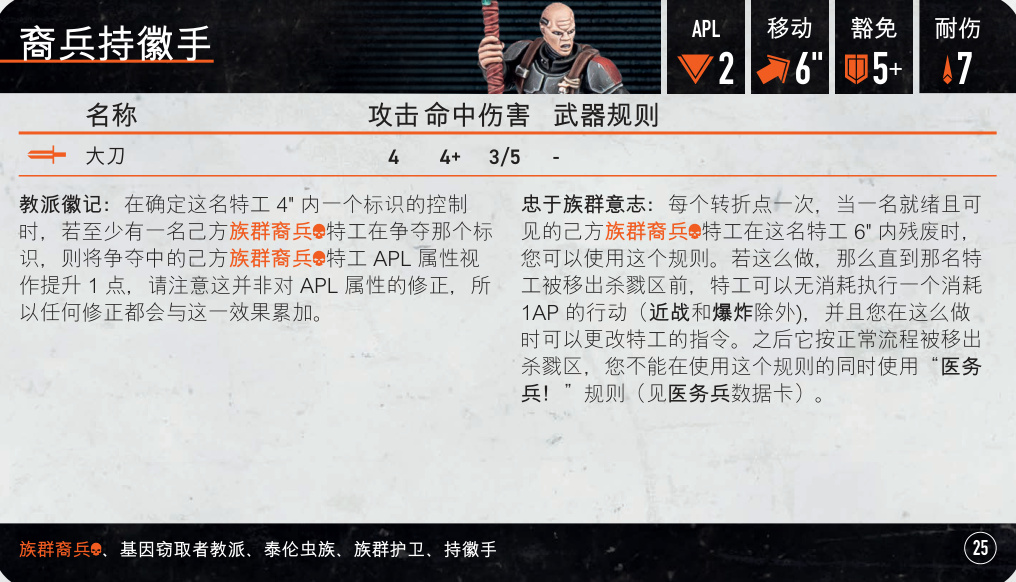 裔兵持徽手
APL
2
移动
6"
豁免
5+
耐伤
7
名称 攻击 命中 伤害 武器规则
大刀 4 4+ 3/5 -
教派徽记：在确定这名特工 4" 内一个标识的控制
时，若至少有一名己方族群裔兵特工在争夺那个标
识，则将争夺中的己方族群裔兵特工 APL 属性视
作提升 1 点，请注意这并非对 APL 属性的修正，所
以任何修正都会与这一效果累加。
忠于族群意志：每个转折点一次，当一名就绪且可
见的己方族群裔兵特工在这名特工 6" 内残废时，
您可以使用这个规则。若这么做，那么直到那名特
工被移出杀戮区前，特工可以无消耗执行一个消耗
1AP 的行动（近战和爆炸除外)，并且您在这么做
时可以更改特工的指令。之后它按正常流程被移出
杀戮区，您不能在使用这个规则的同时使用“医务
兵！”规则（见医务兵数据卡）。
族群裔兵、基因窃取者教派、泰伦虫族、族群护卫、持徽手
25